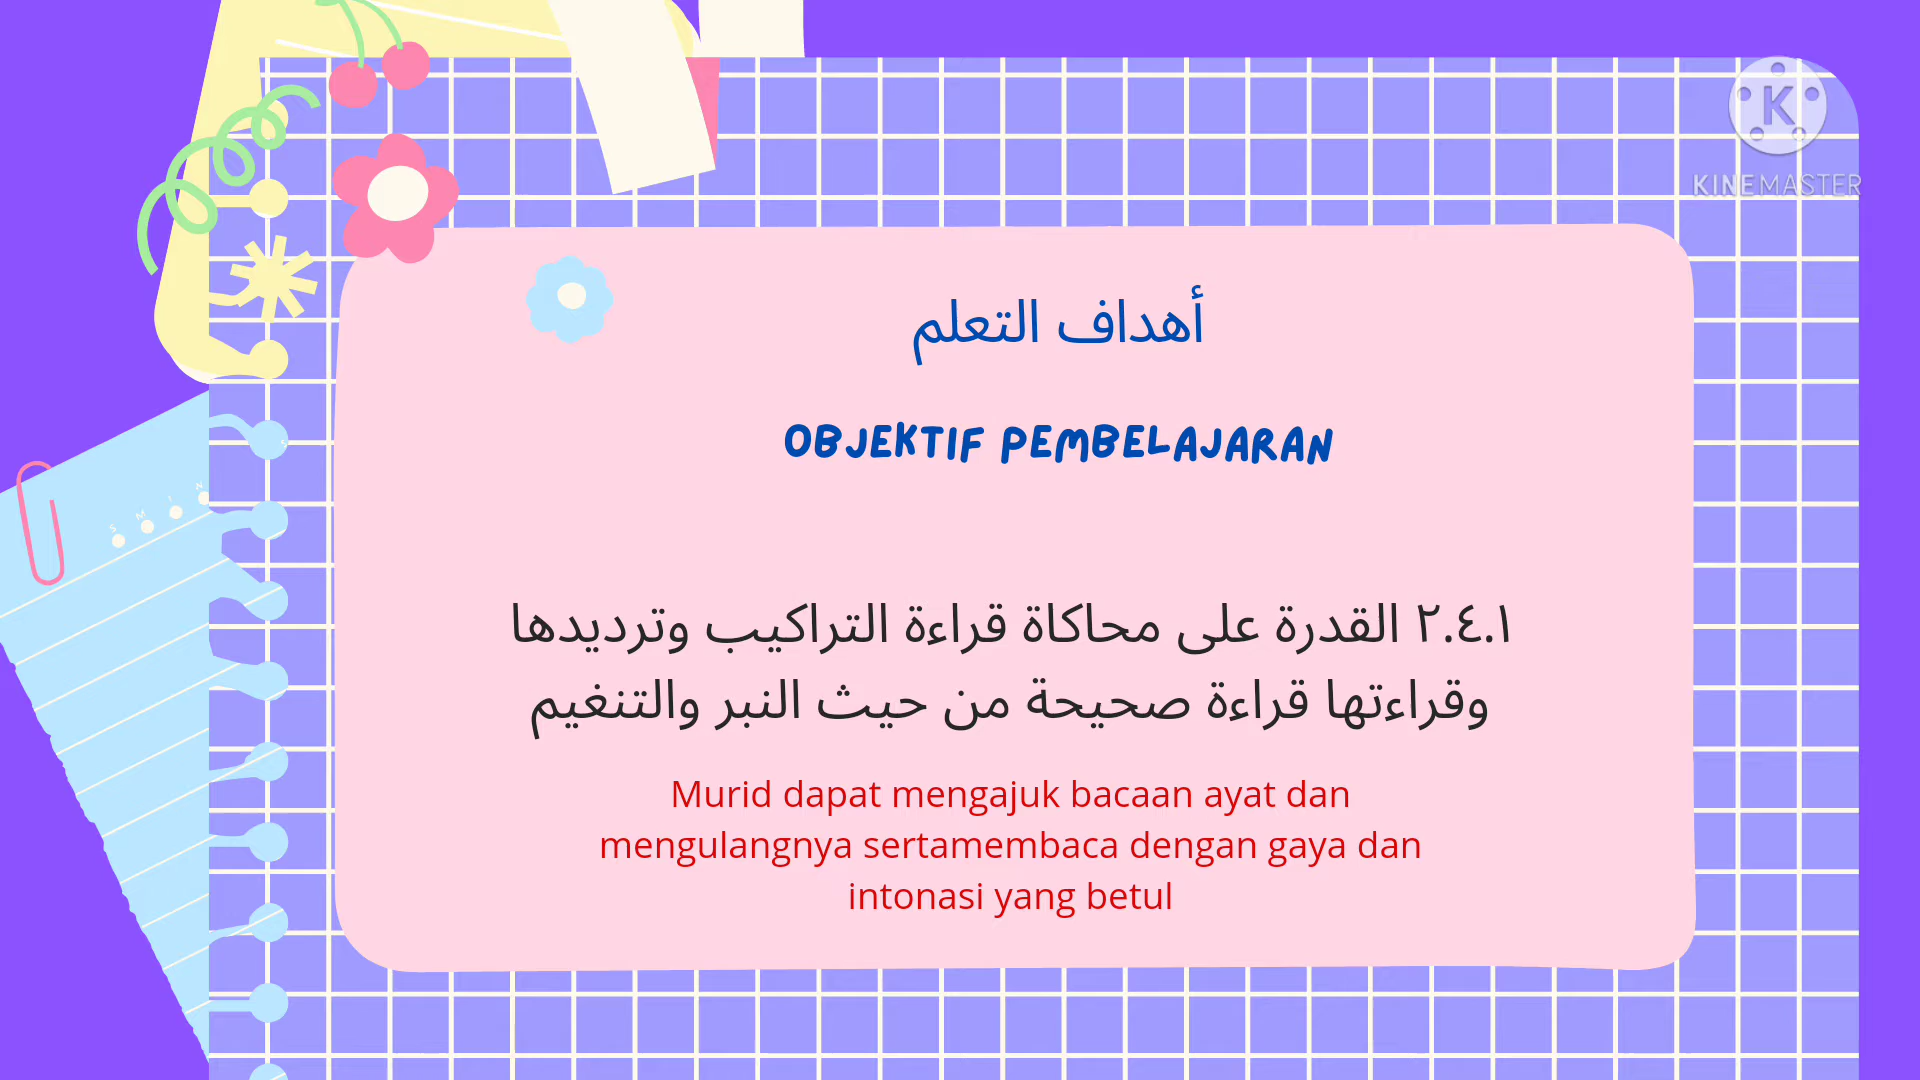 KINEMASTER
أهداف التعلم
OBJEKTIF PEMBELAJARAN
٢.٤.١ القدرة على محاكاة قراءة التراكيب وترديدها
وقراءتها قراءة صحيحة من حيث النبر والتنغيم
Murid dapat mengajuk bacaan ayat dan
mengulangnya sertamembaca dengan gaya dan
intonasi yang betul
S M T N